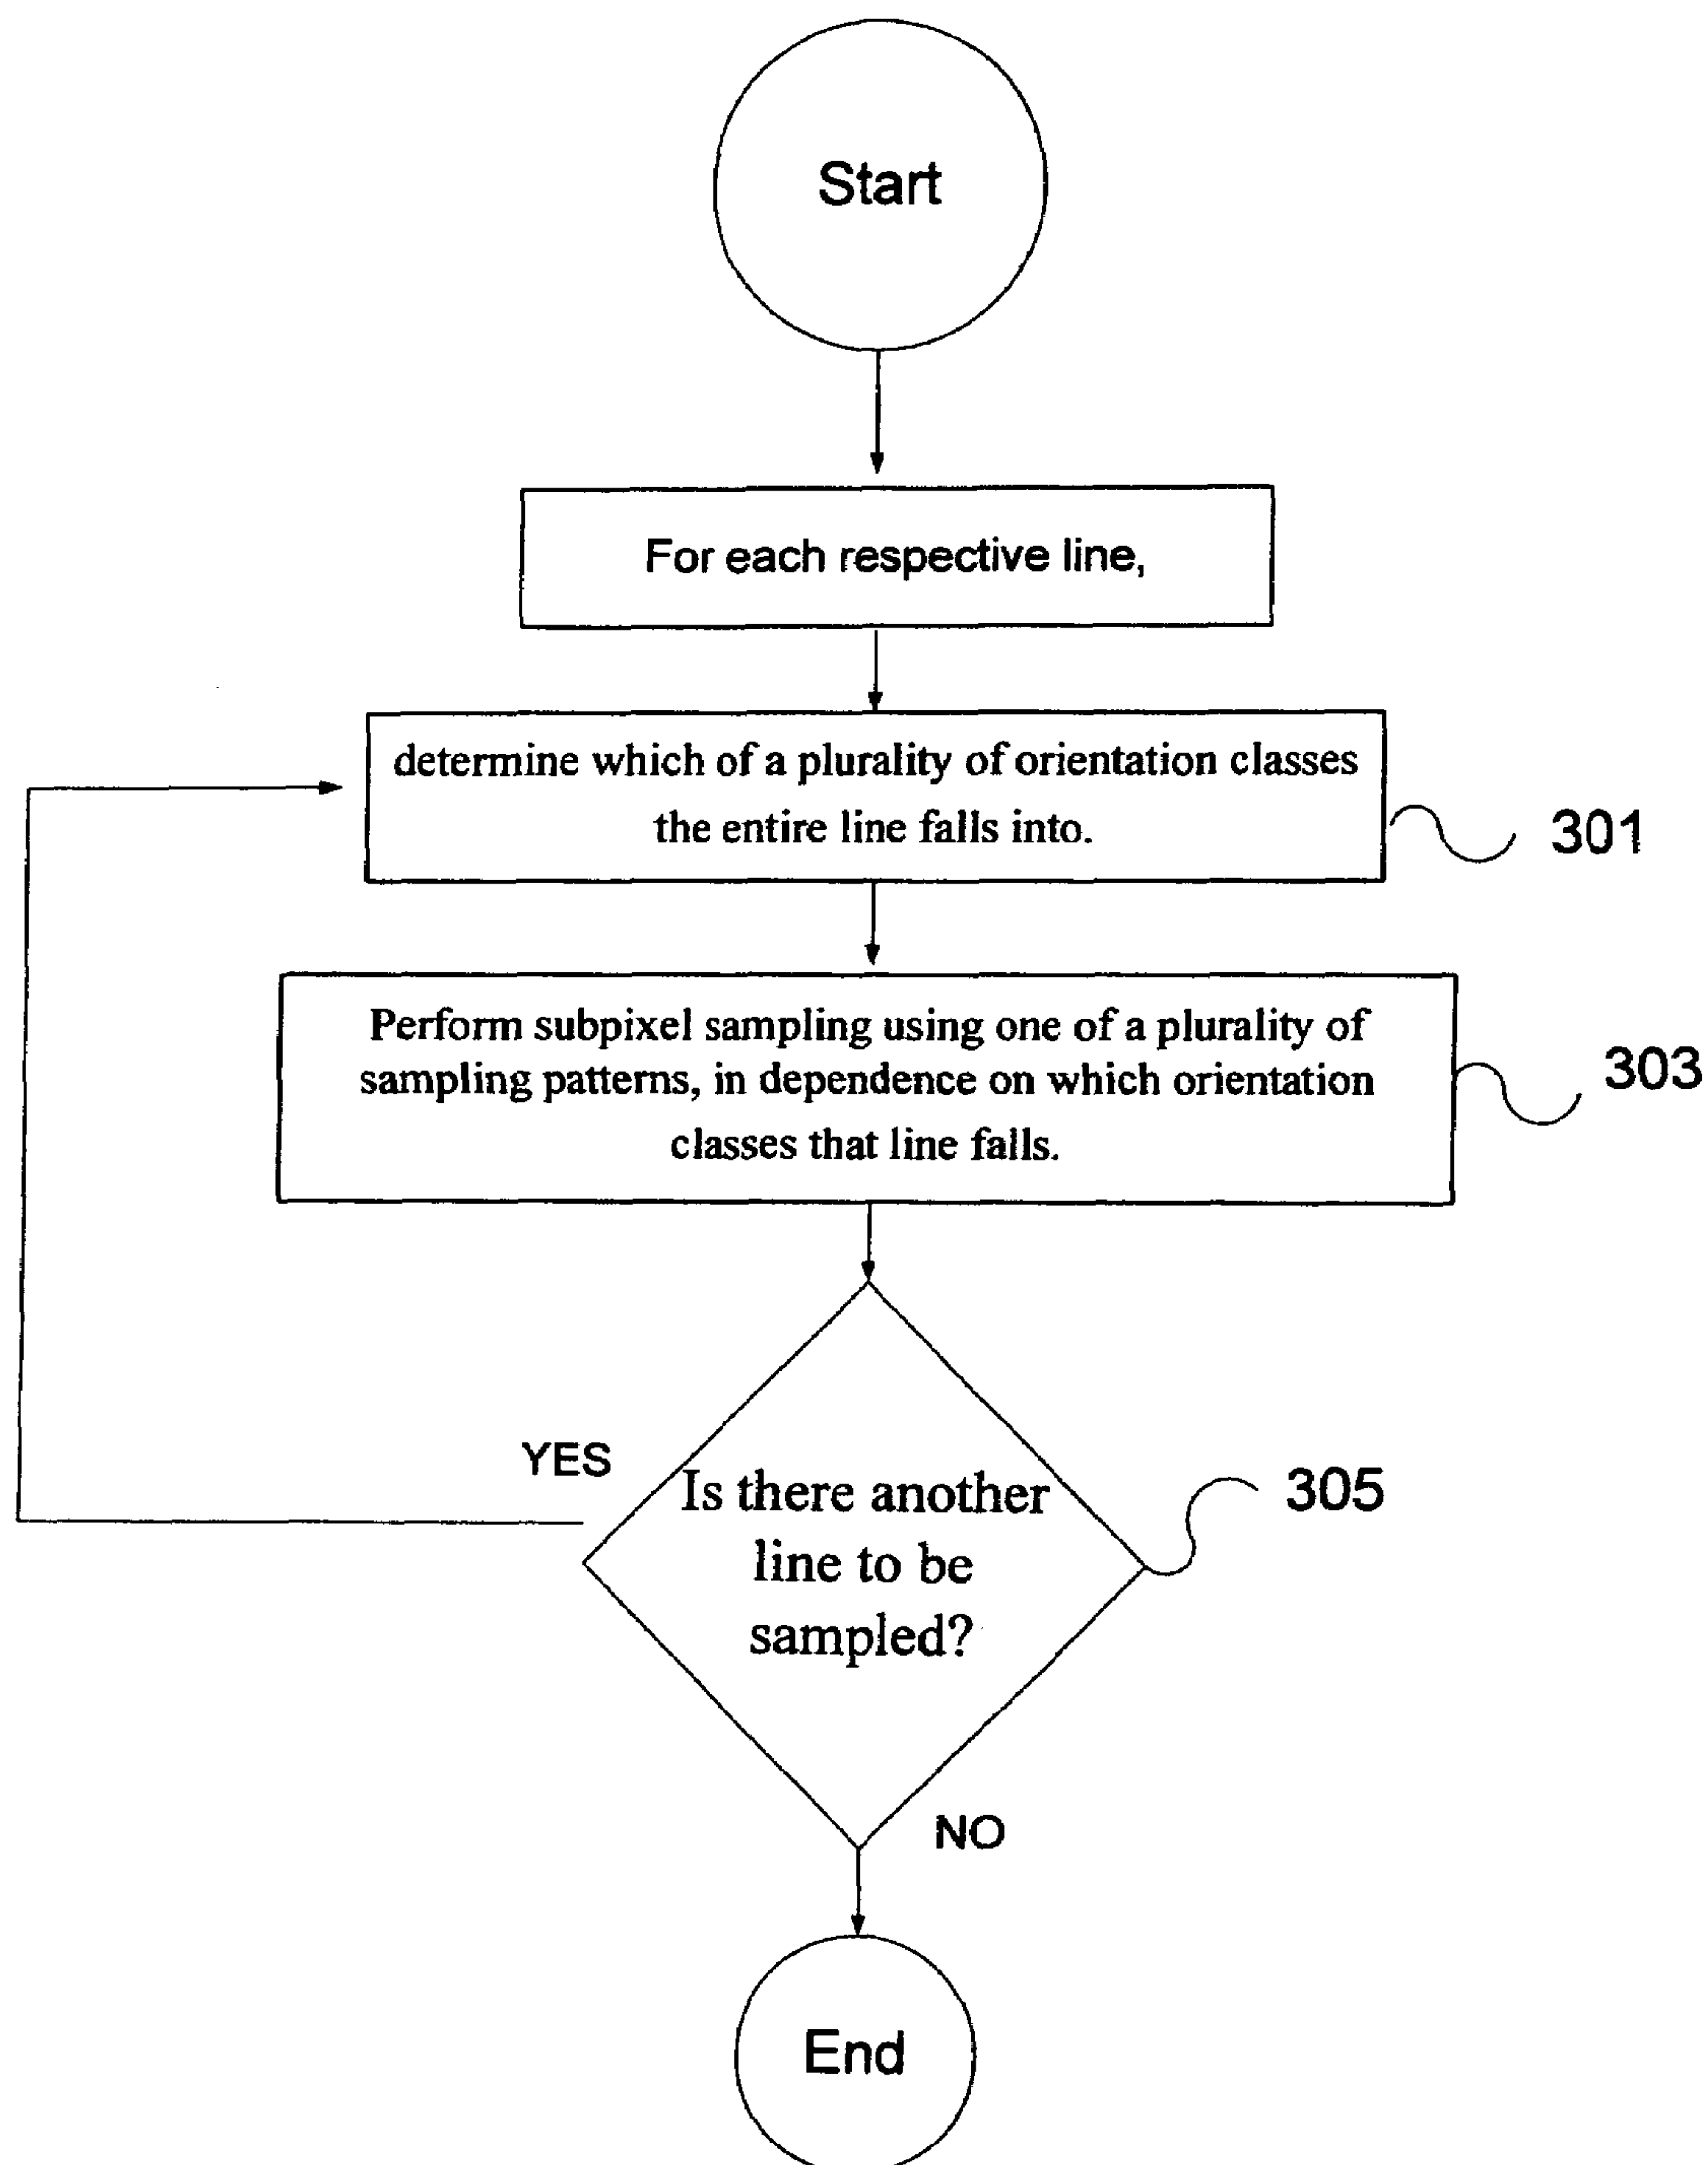 Start
For each respective line,
determine which of a plurality of orientation classes
the entire line falls into.
301
Perform subpixel sampling using one of a plurality of
sampling patterns, in dependence on which orientation
classes that line falls.
303
YES
Is there another
line to be
sampled?
305
NO
End